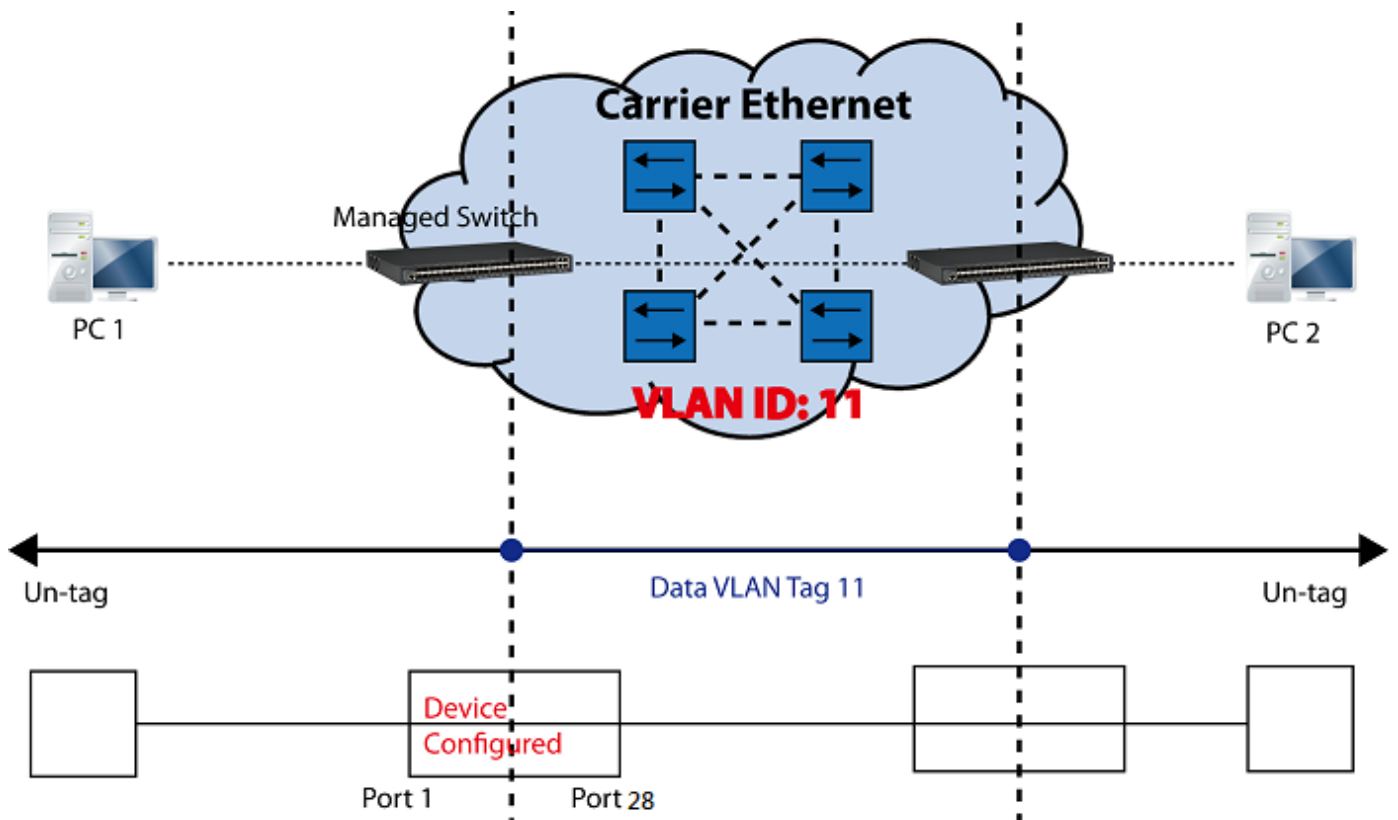 Carrier Ethernet
Managed Switch
PC 1
PC 2
VLAN ID: 11
Un-tag
Data VLAN Tag 11
Un-tag
Device
Configured
Port 1
Port 28